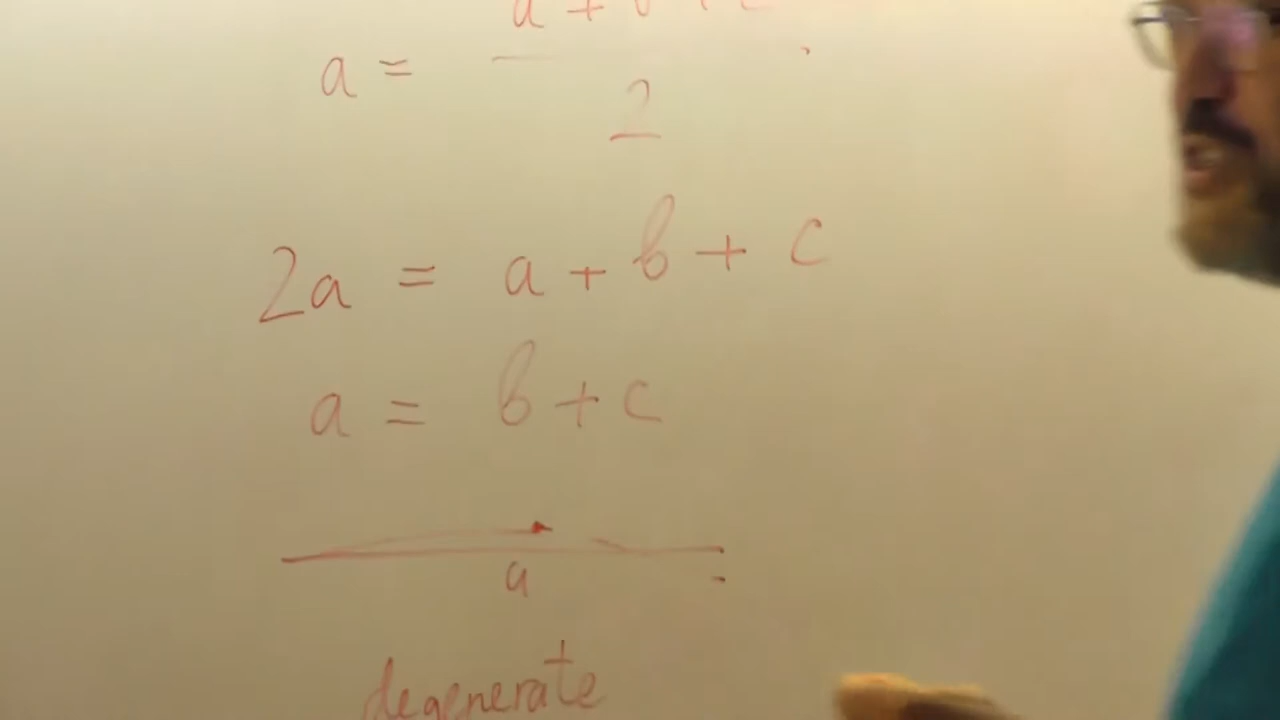 a + b + c
a =
2
2a = a + b + c
a = b + c
a
degenerate